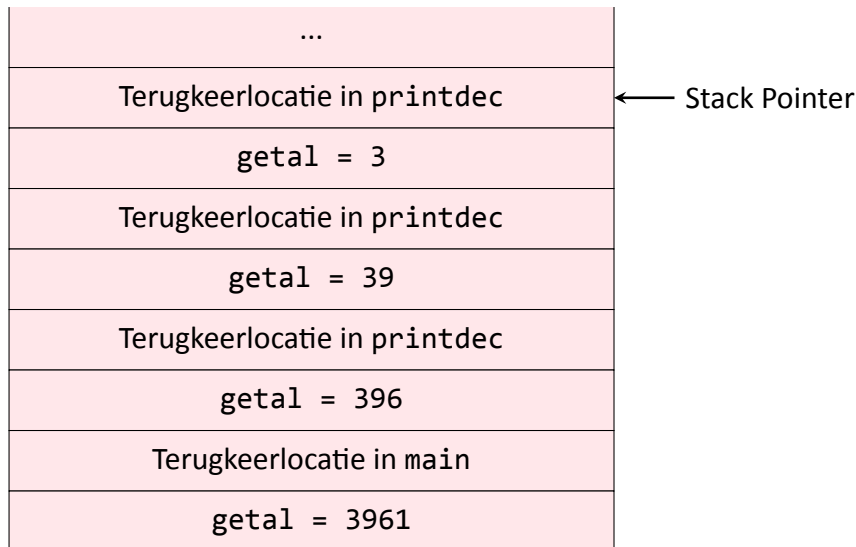 ...
Terugkeerlocatie in printdec
Stack Pointer
getal = 3
Terugkeerlocatie in printdec
getal = 39
Terugkeerlocatie in printdec
getal = 396
Terugkeerlocatie in main
getal = 3961